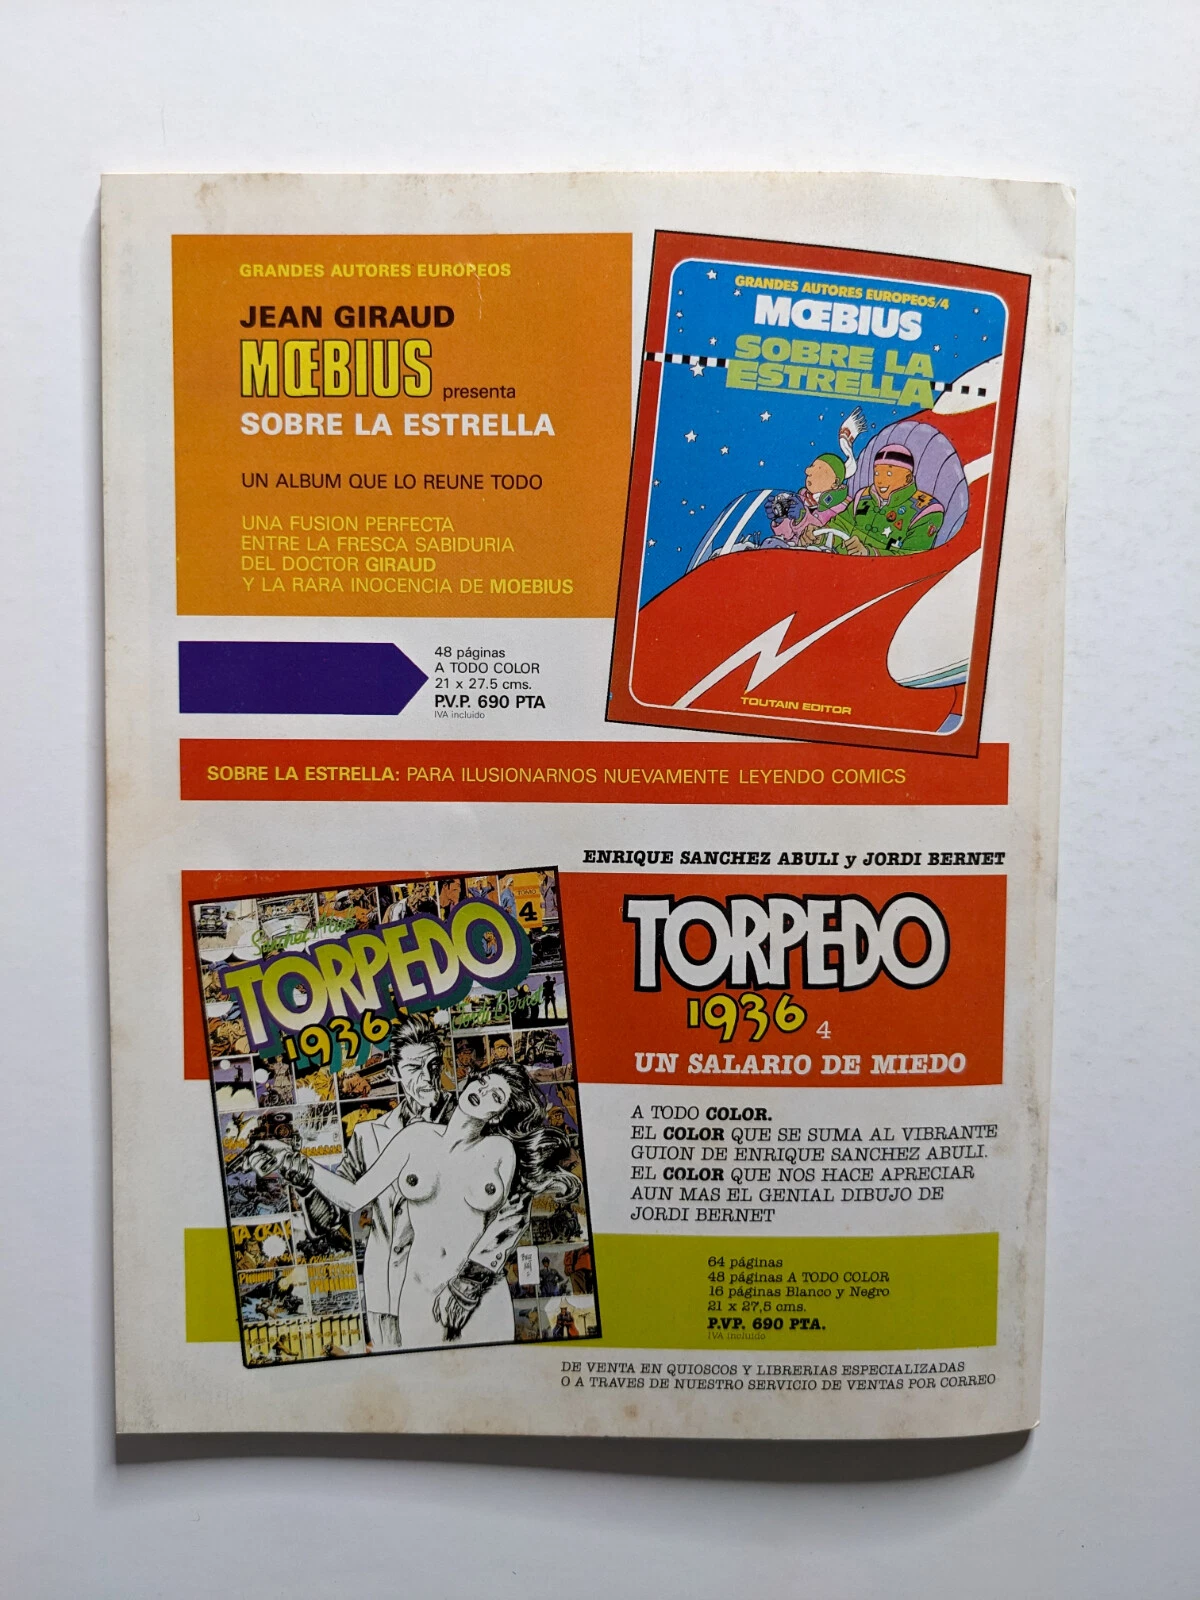 GRANDES AUTORES EUROPEOS
JEAN GIRAUD
MŒBIUS presenta
SOBRE LA ESTRELLA
UN ALBUM QUE LO REUNE TODO
UNA FUSION PERFECTA
ENTRE LA FRESCA SABIDURIA
DEL DOCTOR GIRAUD
Y LA RARA INOCENCIA DE MOEBIUS
48 páginas
A TODO COLOR
21 x 27.5 cms.
P.V.P. 690 PTA
IVA incluido
GRANDES AUTORES EUROPEOS/4
MŒBIUS
SOBRE LA
ESTRELLA
TOUTAIN EDITOR
SOBRE LA ESTRELLA: PARA ILUSIONARNOS NUEVAMENTE LEYENDO COMICS
ENRIQUE SANCHEZ ABULI y JORDI BERNET
TOMO
4
TORPEDO
1936
Jordi Bernet
TORPEDO
1936 4
UN SALARIO DE MIEDO
A TODO COLOR.
EL COLOR QUE SE SUMA AL VIBRANTE
GUION DE ENRIQUE SANCHEZ ABULI.
EL COLOR QUE NOS HACE APRECIAR
AUN MAS EL GENIAL DIBUJO DE
JORDI BERNET
64 páginas
48 páginas A TODO COLOR
16 páginas Blanco y Negro
21 x 27,5 cms.
P.V.P. 690 PTA.
IVA incluido
DE VENTA EN QUIOSCOS Y LIBRERIAS ESPECIALIZADAS
O A TRAVES DE NUESTRO SERVICIO DE VENTAS POR CORREO